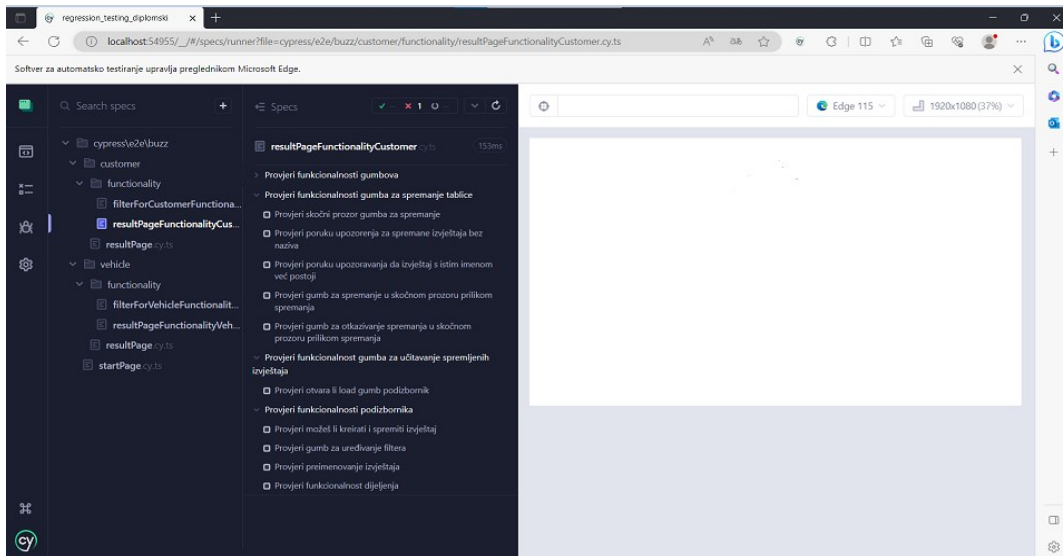 regression_testing_diplomski
localhost:54955/__/#/specs/runner?file=cypress/e2e/buzz/customer/functionality/resultPageFunctionalityCustomer.cy.ts
Softver za automatsko testiranje upravlja preglednikom Microsoft Edge.
Search specs
Specs
1
Edge 115
1920x1080 (37%)
cypress\e2e\buzz
customer
functionality
filterForCustomerFunctiona...
resultPageFunctionalityCus...
resultPage.cy.ts
vehicle
functionality
filterForVehicleFunctionalit...
resultPageFunctionalityVeh...
resultPage.cy.ts
startPage.cy.ts
resultPageFunctionalityCustomer.cy.ts
153ms
Provjeri funkcionalnosti gumbova
Provjeri funkcionalnosti gumba za spremanje tablice
Provjeri skočni prozor gumba za spremanje
Provjeri poruku upozorenja za spremane izvještaja bez
naziva
Provjeri poruku upozoravanja da izvještaj s istim imenom
već postoji
Provjeri gumb za spremanje u skočnom prozoru prilikom
spremanja
Provjeri gumb za otkazivanje spremanja u skočnom
prozoru prilikom spremanja
Provjeri funkcionalnost gumba za učitavanje spremljenih
izvještaja
Provjeri otvara li load gumb podizbornik
Provjeri funkcionalnosti podizbornika
Provjeri možeš li kreirati i spremiti izvještaj
Provjeri gumb za uređivanje filtera
Provjeri preimenovanje izvještaja
Provjeri funkcionalnost dijeljenja
cy